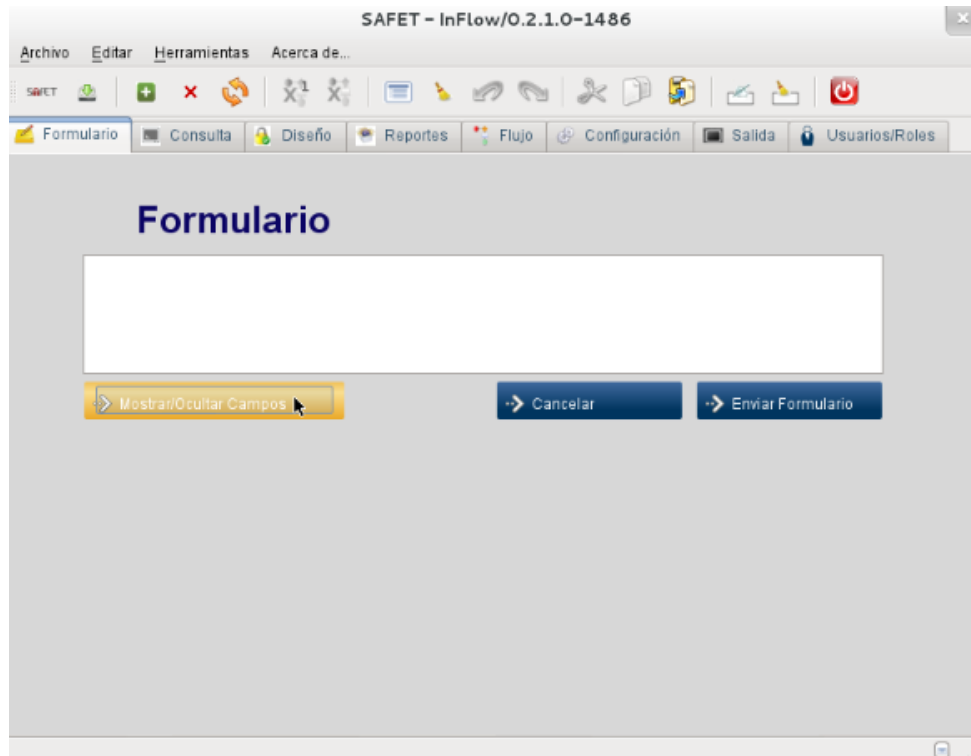 SAFET - InFlow/0.2.1.0-1486
Archivo Editar Herramientas Acerca de...
SAFET
Formulario Consulta Diseño Reportes Flujo Configuración Salida Usuarios/Roles
Formulario
Mostrar/Ocultar Campos Cancelar Enviar Formulario